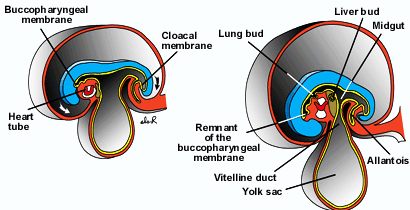 Buccopharyngeal
membrane
Cloacal
membrane
Heart
tube
Liver bud
Lung bud
Midgut
Remnant
of the
buccopharyngeal
membrane
Allantois
Vitelline duct
Yolk sac